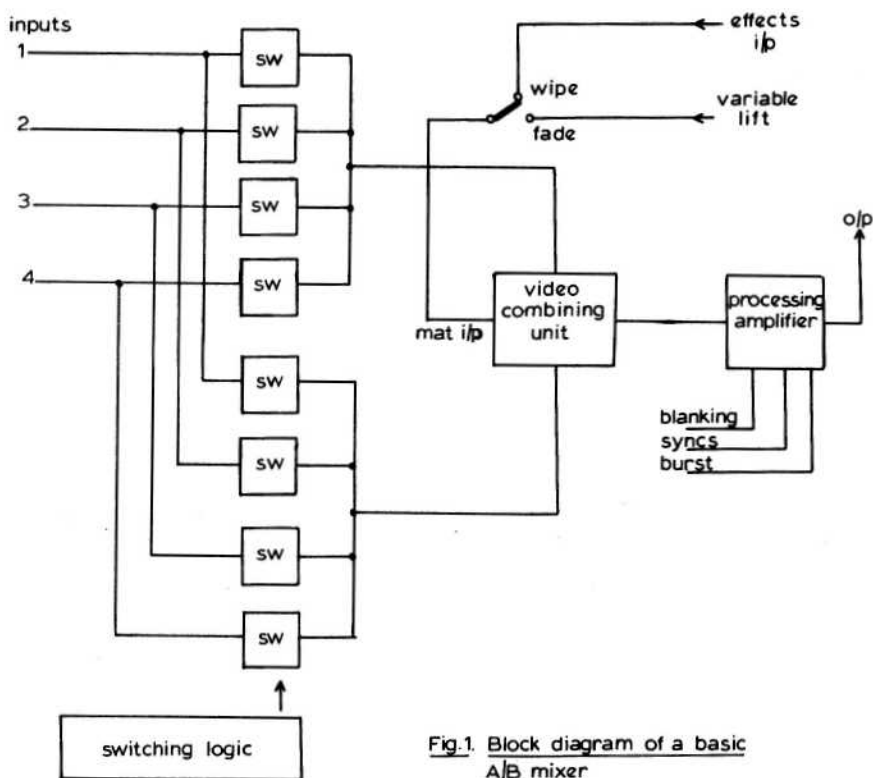 inputs
1
2
3
4
sw
sw
sw
sw
sw
sw
sw
sw
switching logic
effects
i/p
wipe
variable
lift
fade
mat i/p
video
combining
unit
processing
amplifier
o/p
blanking
syncs
burst
Fig.1. Block diagram of a basic
A/B mixer